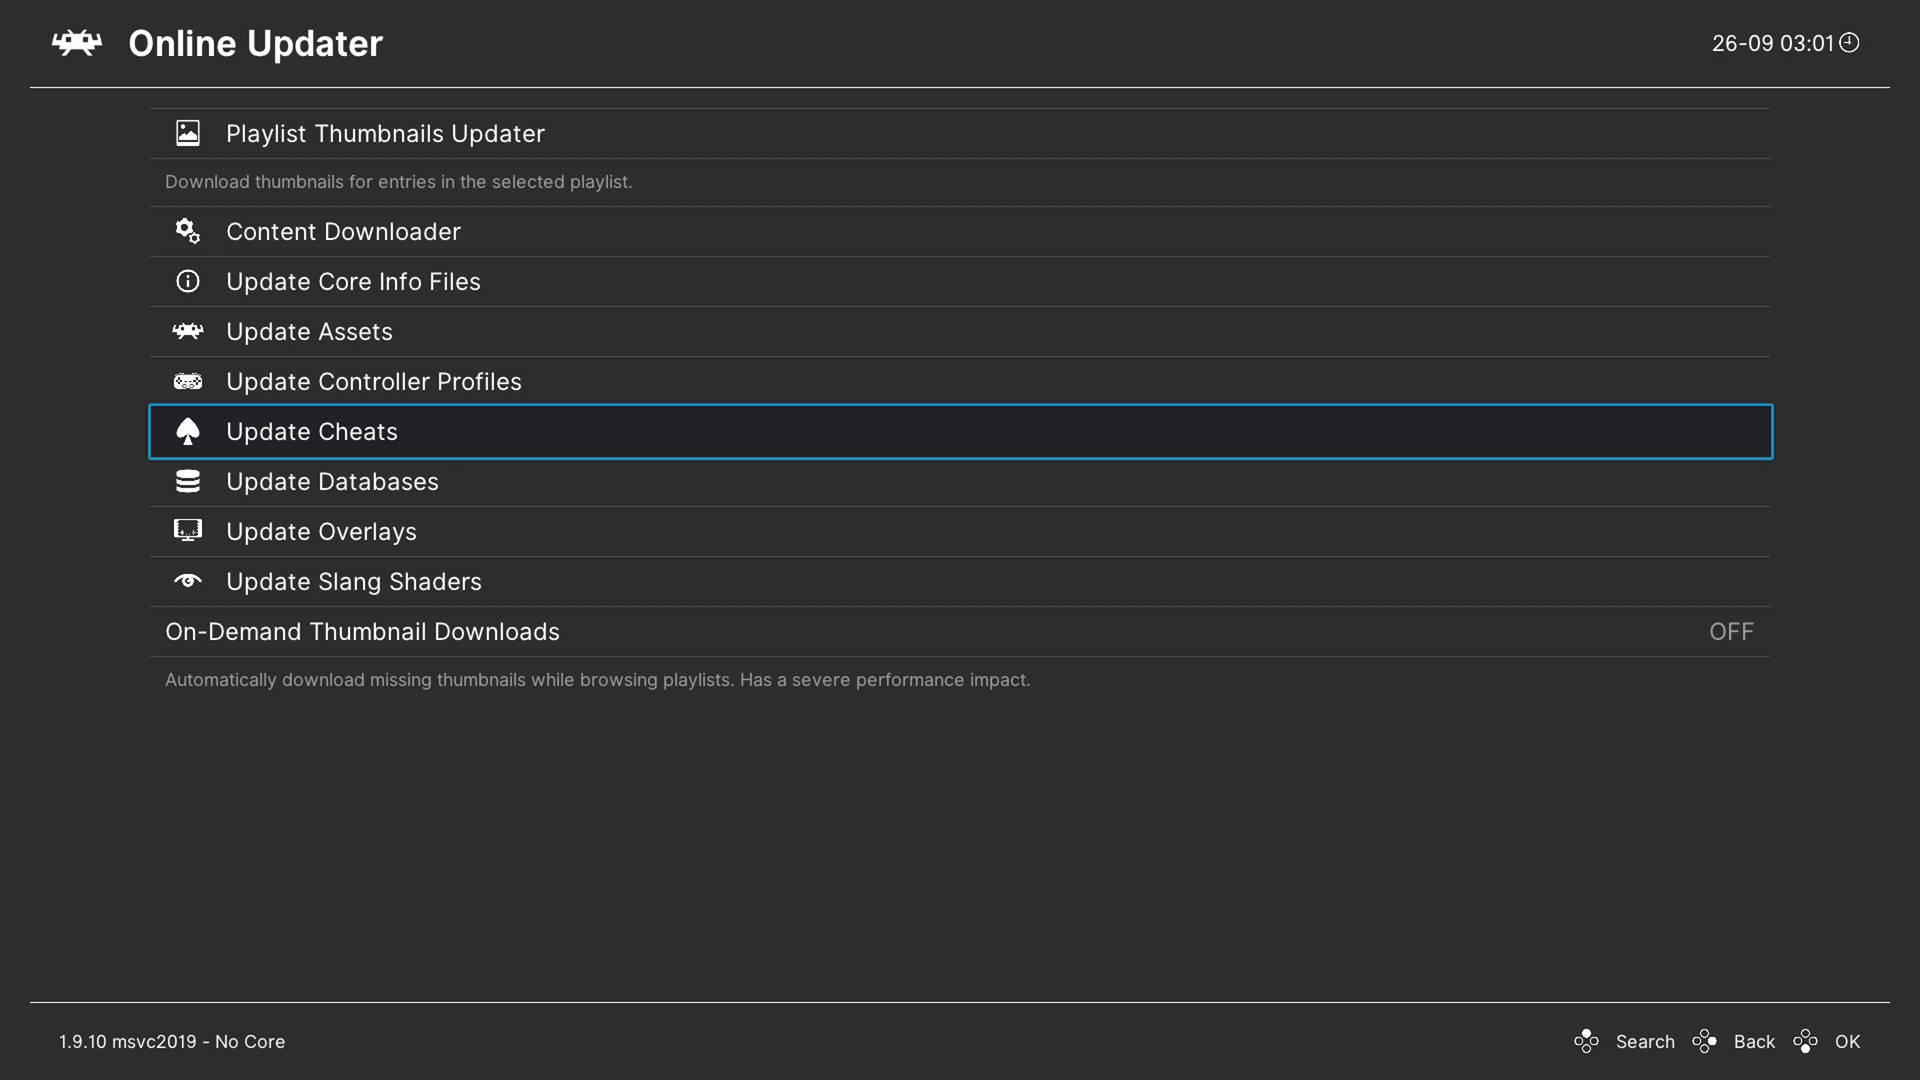 Online Updater
26-09 03:01
Playlist Thumbnails Updater
Download thumbnails for entries in the selected playlist.
Content Downloader
Update Core Info Files
Update Assets
Update Controller Profiles
Update Cheats
Update Databases
Update Overlays
Update Slang Shaders
On-Demand Thumbnail Downloads OFF
Automatically download missing thumbnails while browsing playlists. Has a severe performance impact.
1.9.10 msvc2019 - No Core
Search Back OK